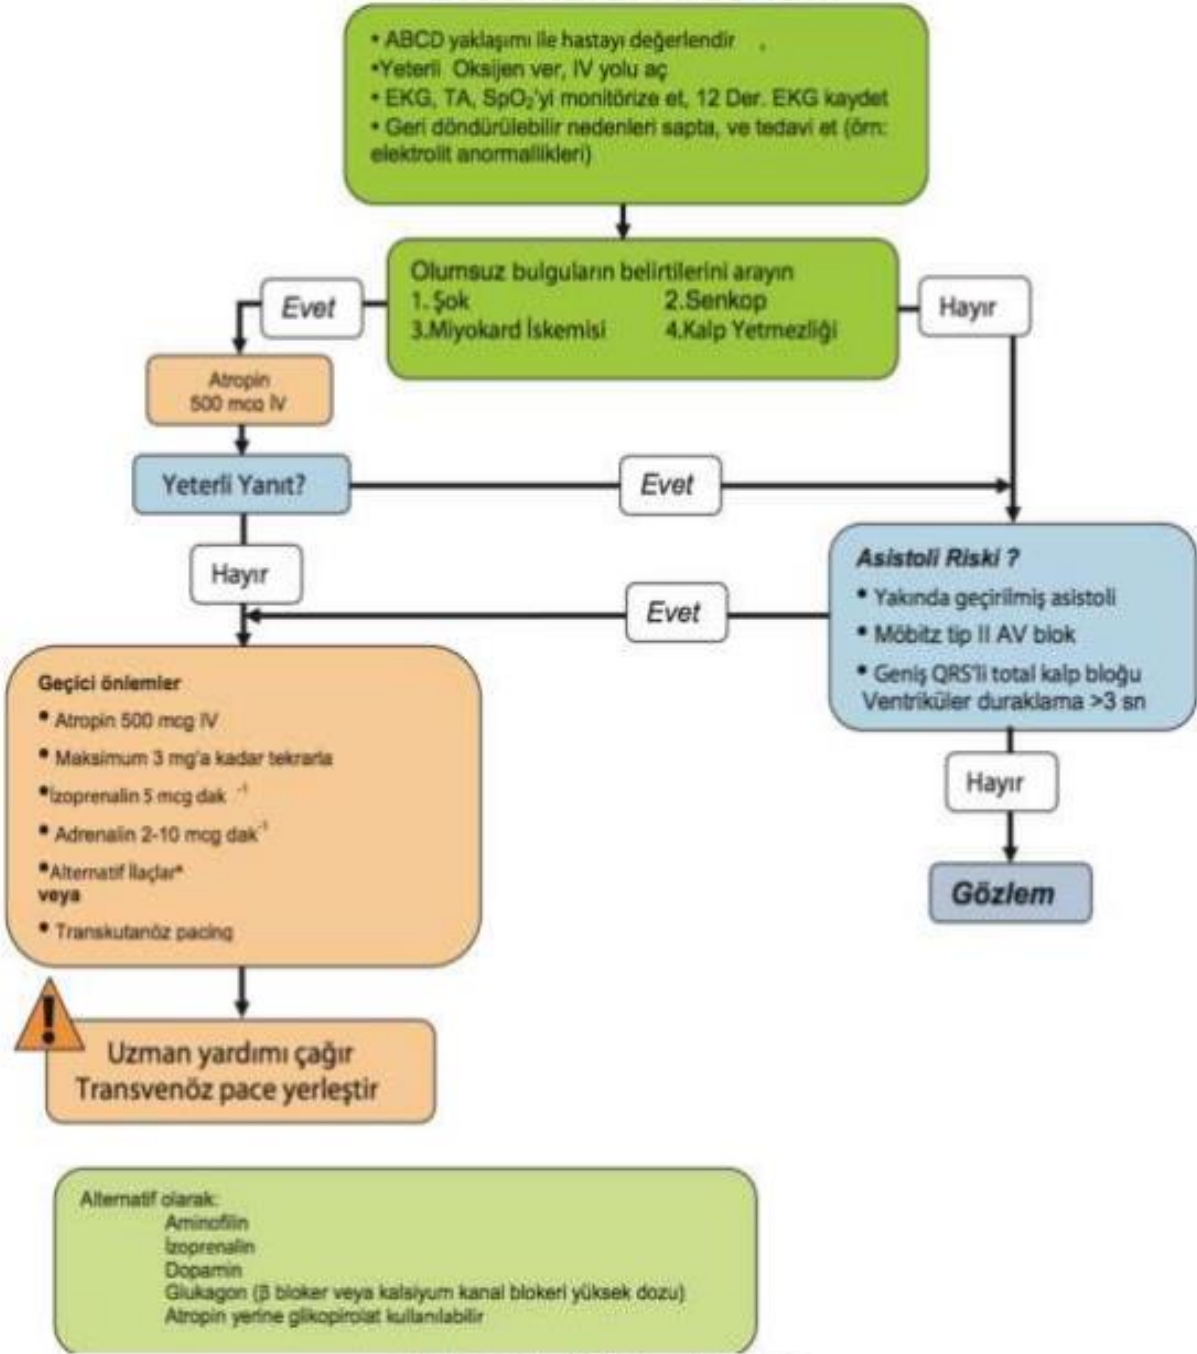 • ABCD yaklaşımı ile hastayı değerlendir ,
•Yeterli Oksijen ver, IV yolu aç
• EKG, TA, SpO₂'yi monitörize et, 12 Der. EKG kaydet
• Geri döndürülebilir nedenleri sapta, ve tedavi et (örn:
elektrolit anormallikleri)
Olumsuz bulguların belirtilerini arayın
1. Şok 2.Senkop
3.Miyokard İskemisi 4.Kalp Yetmezliği
Evet
Hayır
Atropin
500 mcg İV
Yeterli Yanıt?
Evet
Hayır
Asistoli Riski ?
• Yakında geçirilmiş asistoli
• Möbitz tip II AV blok
• Geniş QRS'li total kalp bloğu
Ventriküler duraklama >3 sn
Evet
Geçici önlemler
• Atropin 500 mcg IV
• Maksimum 3 mg'a kadar tekrarla
•İzoprenalin 5 mcg dak ⁻¹
• Adrenalin 2-10 mcg dak⁻¹
•Alternatif İlaçlar*
veya
• Transkutanöz pacing
Hayır
Gözlem
!
Uzman yardımı çağır
Transvenöz pace yerleştir
Alternatif olarak:
Aminofilin
İzoprenalin
Dopamin
Glukagon (β bloker veya kalsiyum kanal blokeri yüksek dozu)
Atropin yerine glikopirolat kullanılabilir